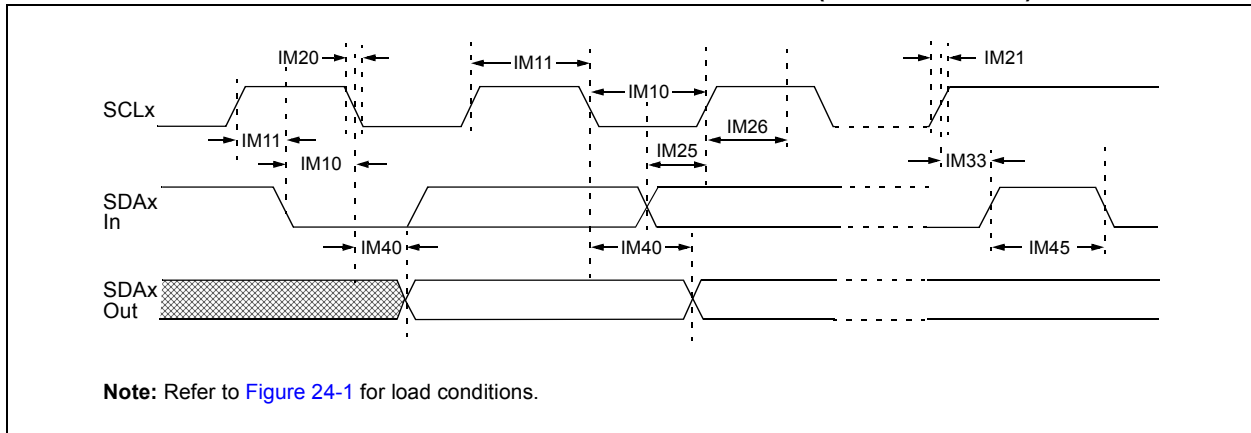 IM20
IM11
IM21
SCLx
IM10
IM26
IM11
IM10
IM25
IM33
SDAx
In
IM40
IM40
IM45
SDAx
Out
Note: Refer to Figure 24-1 for load conditions.